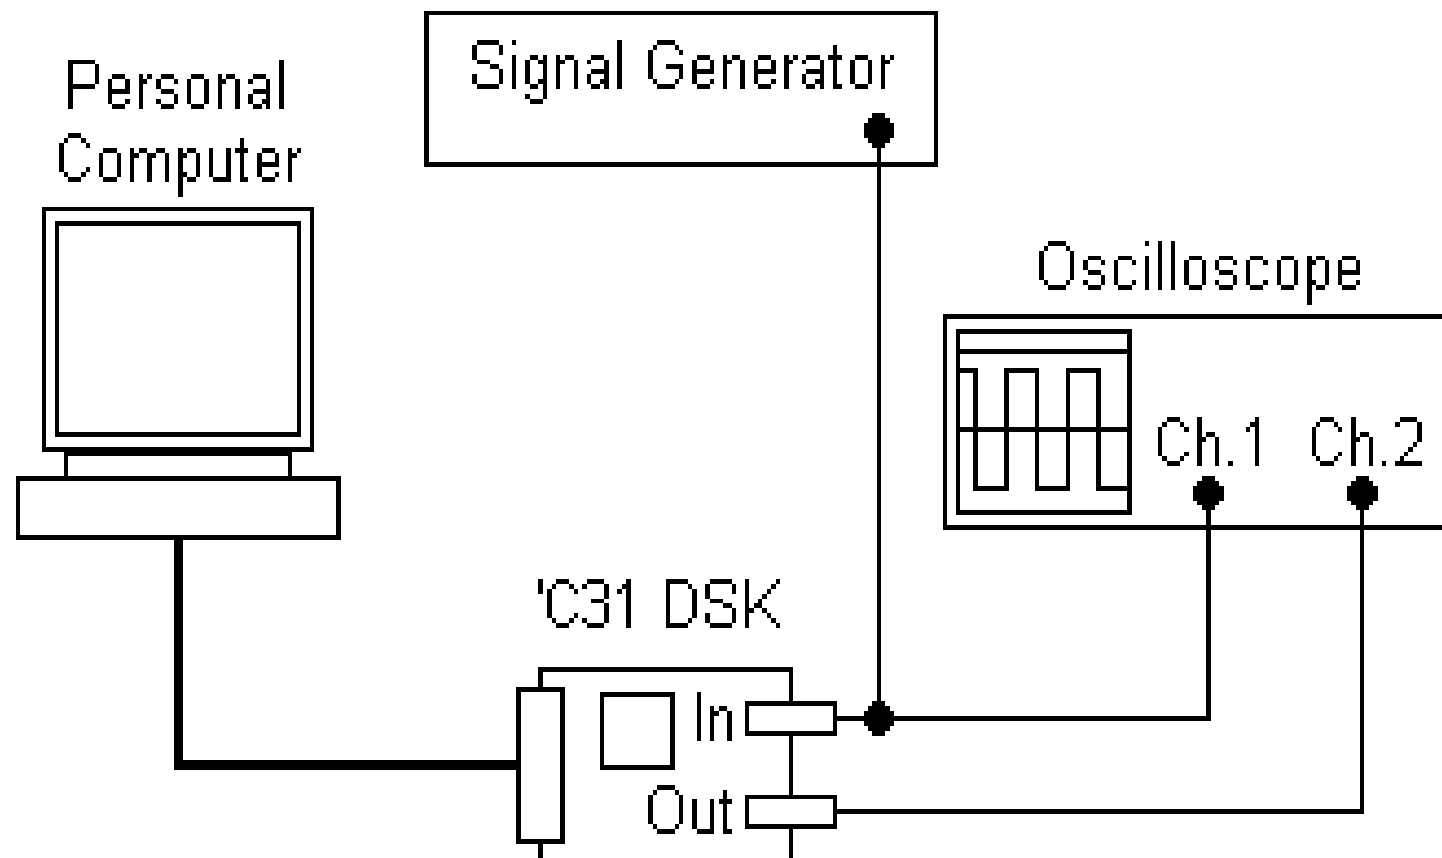 Signal Generator
Personal
Computer
Oscilloscope
Ch.1 Ch.2
'C31 DSK
In
Out